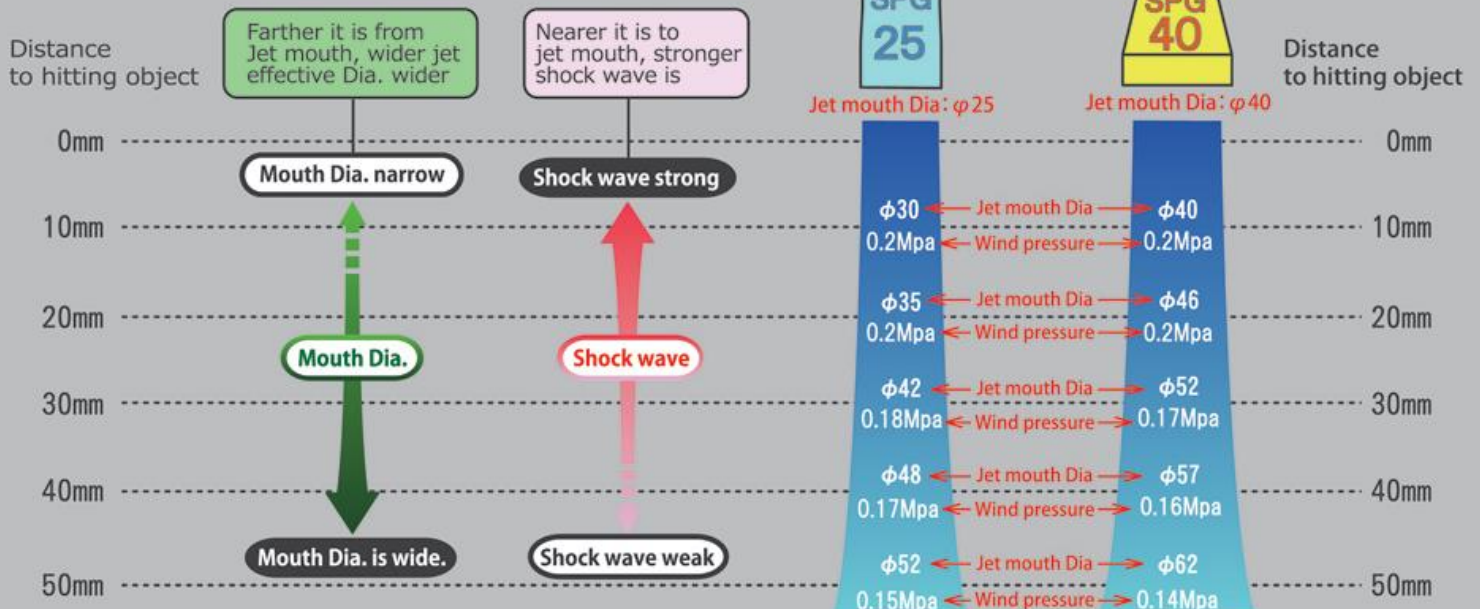 SPG
25
SPG
40
Distance
to hitting object
Farther it is from
Jet mouth, wider jet
effective Dia. wider
Nearer it is to
jet mouth, stronger
shock wave is
Distance
to hitting object
Jet mouth Dia: φ25
Jet mouth Dia: φ40
0mm
0mm
Mouth Dia. narrow
Shock wave strong
φ30 Jet mouth Dia φ40
10mm
10mm
0.2Mpa Wind pressure 0.2Mpa
φ35 Jet mouth Dia φ46
20mm
20mm
0.2Mpa Wind pressure 0.2Mpa
Mouth Dia.
Shock wave
φ42 Jet mouth Dia φ52
30mm
30mm
0.18Mpa Wind pressure 0.17Mpa
φ48 Jet mouth Dia φ57
40mm
40mm
0.17Mpa Wind pressure 0.16Mpa
Mouth Dia. is wide.
Shock wave weak
φ52 Jet mouth Dia φ62
50mm
50mm
0.15Mpa Wind pressure 0.14Mpa